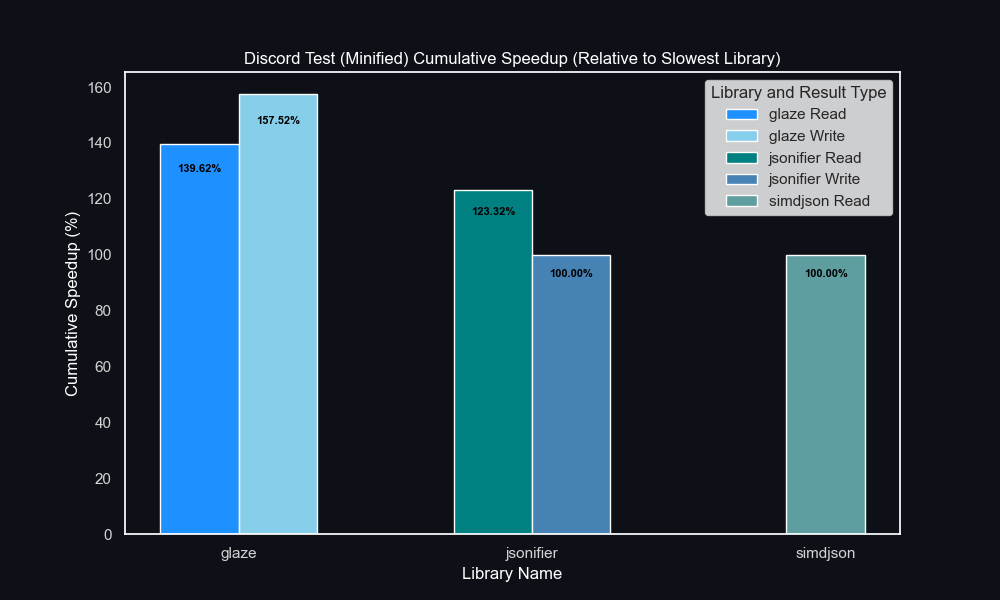 Discord Test (Minified) Cumulative Speedup (Relative to Slowest Library)
Cumulative Speedup (%)
160
140
120
100
80
60
40
20
0
139.62%
157.52%
123.32%
100.00%
100.00%
Library and Result Type
glaze Read
glaze Write
jsonifier Read
jsonifier Write
simdjson Read
glaze
jsonifier
simdjson
Library Name